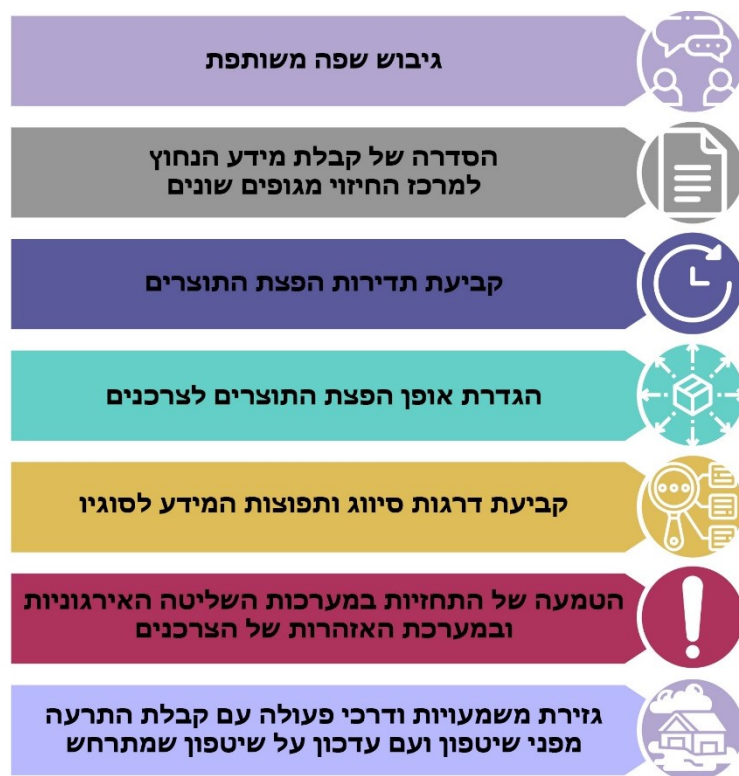 גיבוש שפה משותפת
הסדרה של קבלת מידע הנחוץ
למרכז החיזוי מגופים שונים
קביעת תדירות הפצת התוצרים
הגדרת אופן הפצת התוצרים לצרכנים
קביעת דרגות סיווג ותפוצות המידע לסוגיו
הטמעה של התחזיות במערכות השליטה האירגוניות
ובמערכת האזהרות של הצרכנים
גזירת משמעויות ודרכי פעולה עם קבלת התרעה
מפני שיטפון ועם עדכון על שיטפון שמתרחש